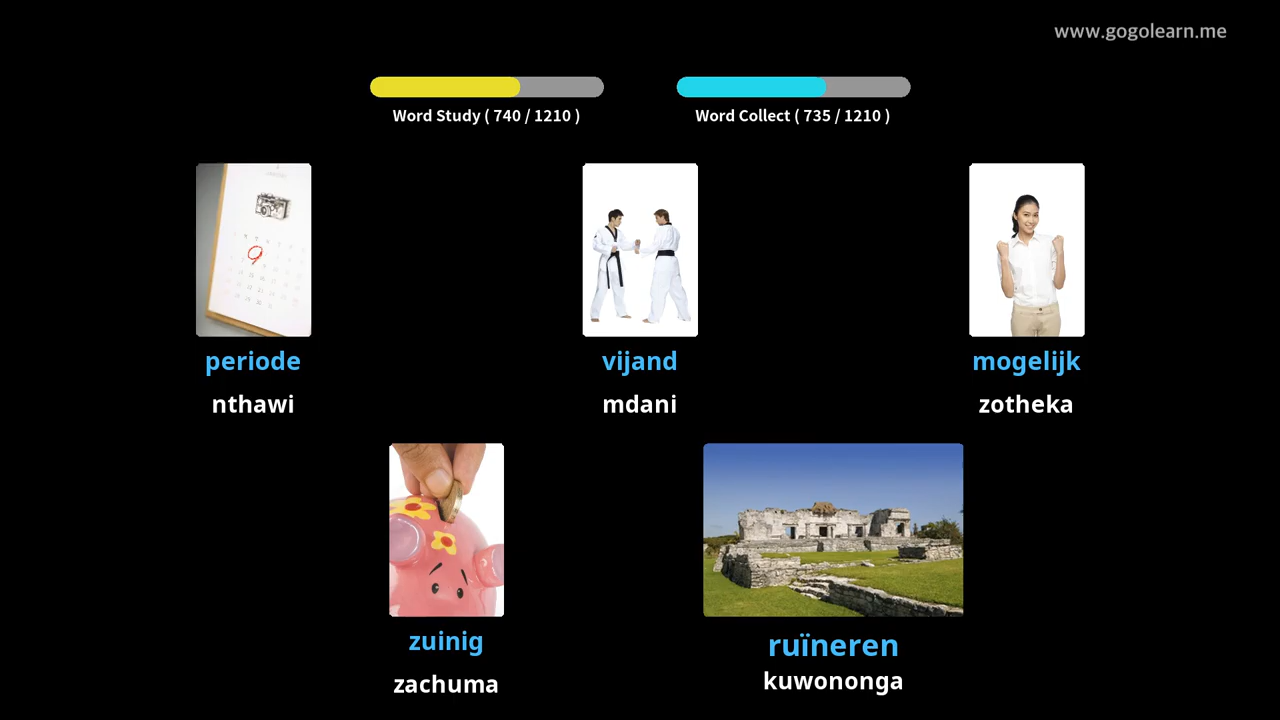 www.gogolearn.me
Word Study ( 740 / 1210 )
Word Collect ( 735 / 1210 )
periode
nthawi
vijand
mdani
mogelijk
zotheka
zuinig
zachuma
ruïneren
kuwononga